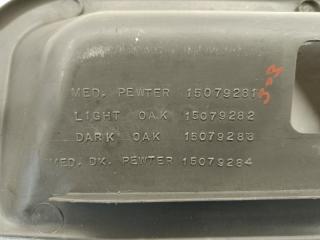 MED. PEWTER 15079281
LIGHT OAK 15079282
DARK OAK 15079283
MED. DK. PEWTER 15079284